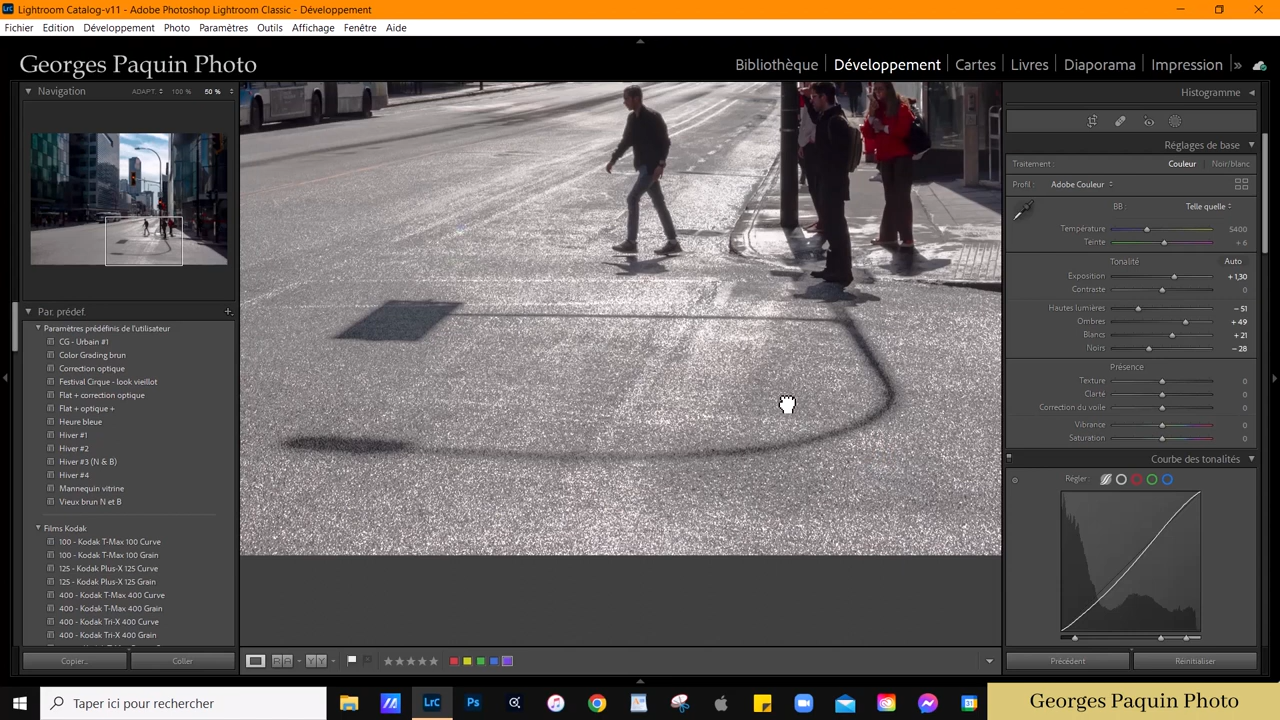 Lightroom Catalog-v11 - Adobe Photoshop Lightroom Classic - Développement
Fichier Edition Développement Photo Paramètres Outils Affichage Fenêtre Aide
Georges Paquin Photo
Bibliothèque | Développement | Cartes | Livres | Diaporama | Impression
Navigation ADAPT. 100 % 50 %
Histogramme
Réglages de base
Traitement : Couleur Noir/blanc
Profil : Adobe Couleur
BB : Telle quelle
Température 5400
Teinte + 6
Tonalité Auto
Exposition + 1,30
Contraste 0
Hautes lumières − 51
Ombres + 49
Blancs + 21
Noirs − 28
Présence
Texture 0
Clarté 0
Correction du voile 0
Vibrance 0
Saturation 0
Courbe des tonalités
Régler :
Par. prédéf.
Paramètres prédéfinis de l'utilisateur
CG - Urbain #1
Color Grading brun
Correction optique
Festival Cirque - look vieillot
Flat + correction optique
Flat + optique +
Heure bleue
Hiver #1
Hiver #2
Hiver #3 (N & B)
Hiver #4
Mannequin vitrine
Vieux brun N et B
Films Kodak
100 - Kodak T-Max 100 Curve
100 - Kodak T-Max 100 Grain
125 - Kodak Plus-X 125 Curve
125 - Kodak Plus-X 125 Grain
400 - Kodak T-Max 400 Curve
400 - Kodak T-Max 400 Grain
400 - Kodak Tri-X 400 Curve
400 - Kodak Tri-X 400 Grain
Copier... Coller
Précédent Réinitialiser
Taper ici pour rechercher
LrC Ps
Georges Paquin Photo